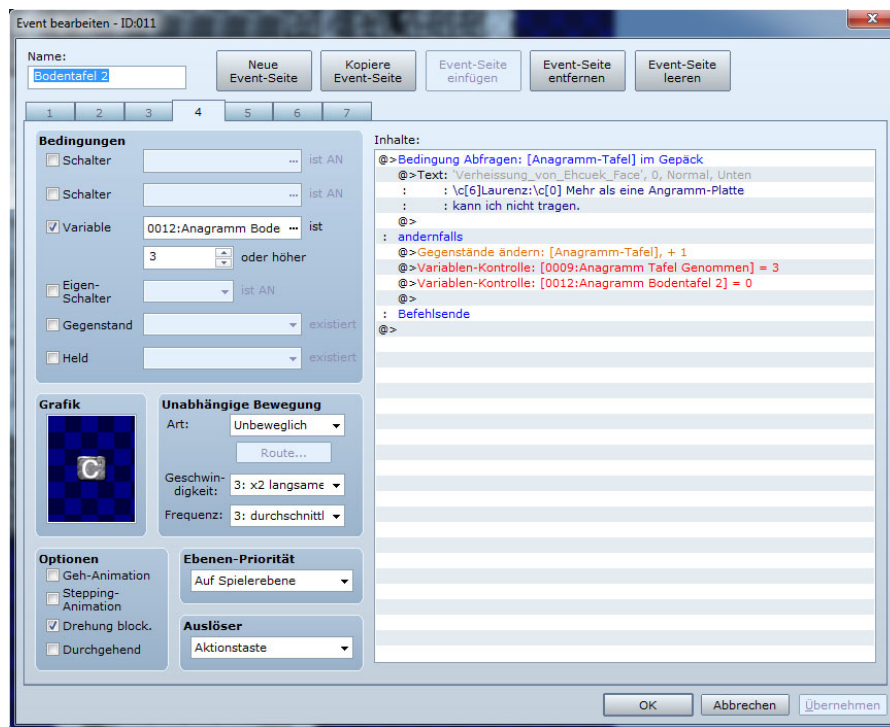 Event bearbeiten - ID:011
Name:
Bodentafel 2
Neue Event-Seite
Kopiere Event-Seite
Event-Seite einfügen
Event-Seite entfernen
Event-Seite leeren
1 2 3 4 5 6 7
Bedingungen
Schalter ... ist AN
Schalter ... ist AN
Variable 0012:Anagramm Bode ... ist
3 oder höher
Eigen-Schalter ist AN
Gegenstand existiert
Held existiert
Grafik
C
Unabhängige Bewegung
Art: Unbeweglich
Route...
Geschwin-digkeit: 3: x2 langsame
Frequenz: 3: durchschnittl
Optionen
Geh-Animation
Stepping-Animation
Drehung block.
Durchgehend
Ebenen-Priorität
Auf Spielerebene
Auslöser
Aktionstaste
Inhalte:
@>Bedingung Abfragen: [Anagramm-Tafel] im Gepäck
@>Text: 'Verheissung_von_Ehcuek_Face', 0, Normal, Unten
: : \c[6]Laurenz:\c[0] Mehr als eine Angramm-Platte
: : kann ich nicht tragen.
@>
: andernfalls
@>Gegenstände ändern: [Anagramm-Tafel], + 1
@>Variablen-Kontrolle: [0009:Anagramm Tafel Genommen] = 3
@>Variablen-Kontrolle: [0012:Anagramm Bodentafel 2] = 0
@>
: Befehlsende
@>
OK
Abbrechen
Übernehmen